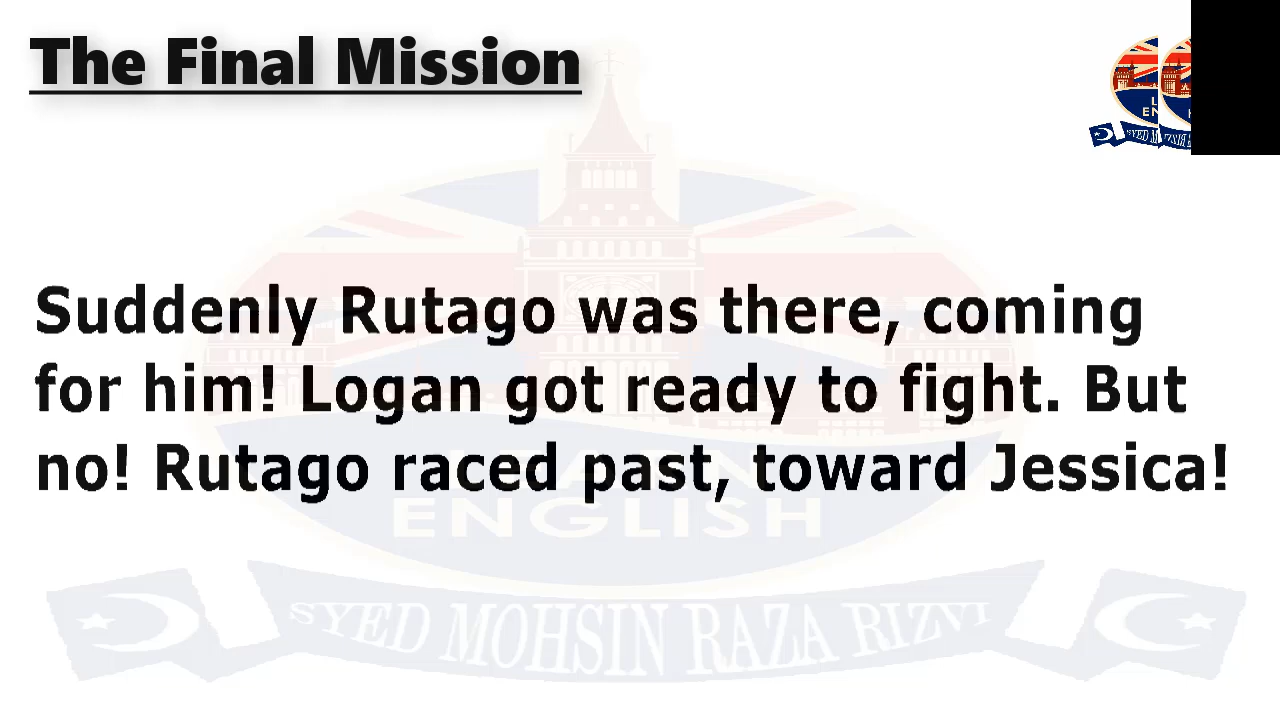 The Final Mission
Suddenly Rutago was there, coming
for him! Logan got ready to fight. But
no! Rutago raced past, toward Jessica!
ENGLISH
SYED MOHSIN RAZA RIZVI